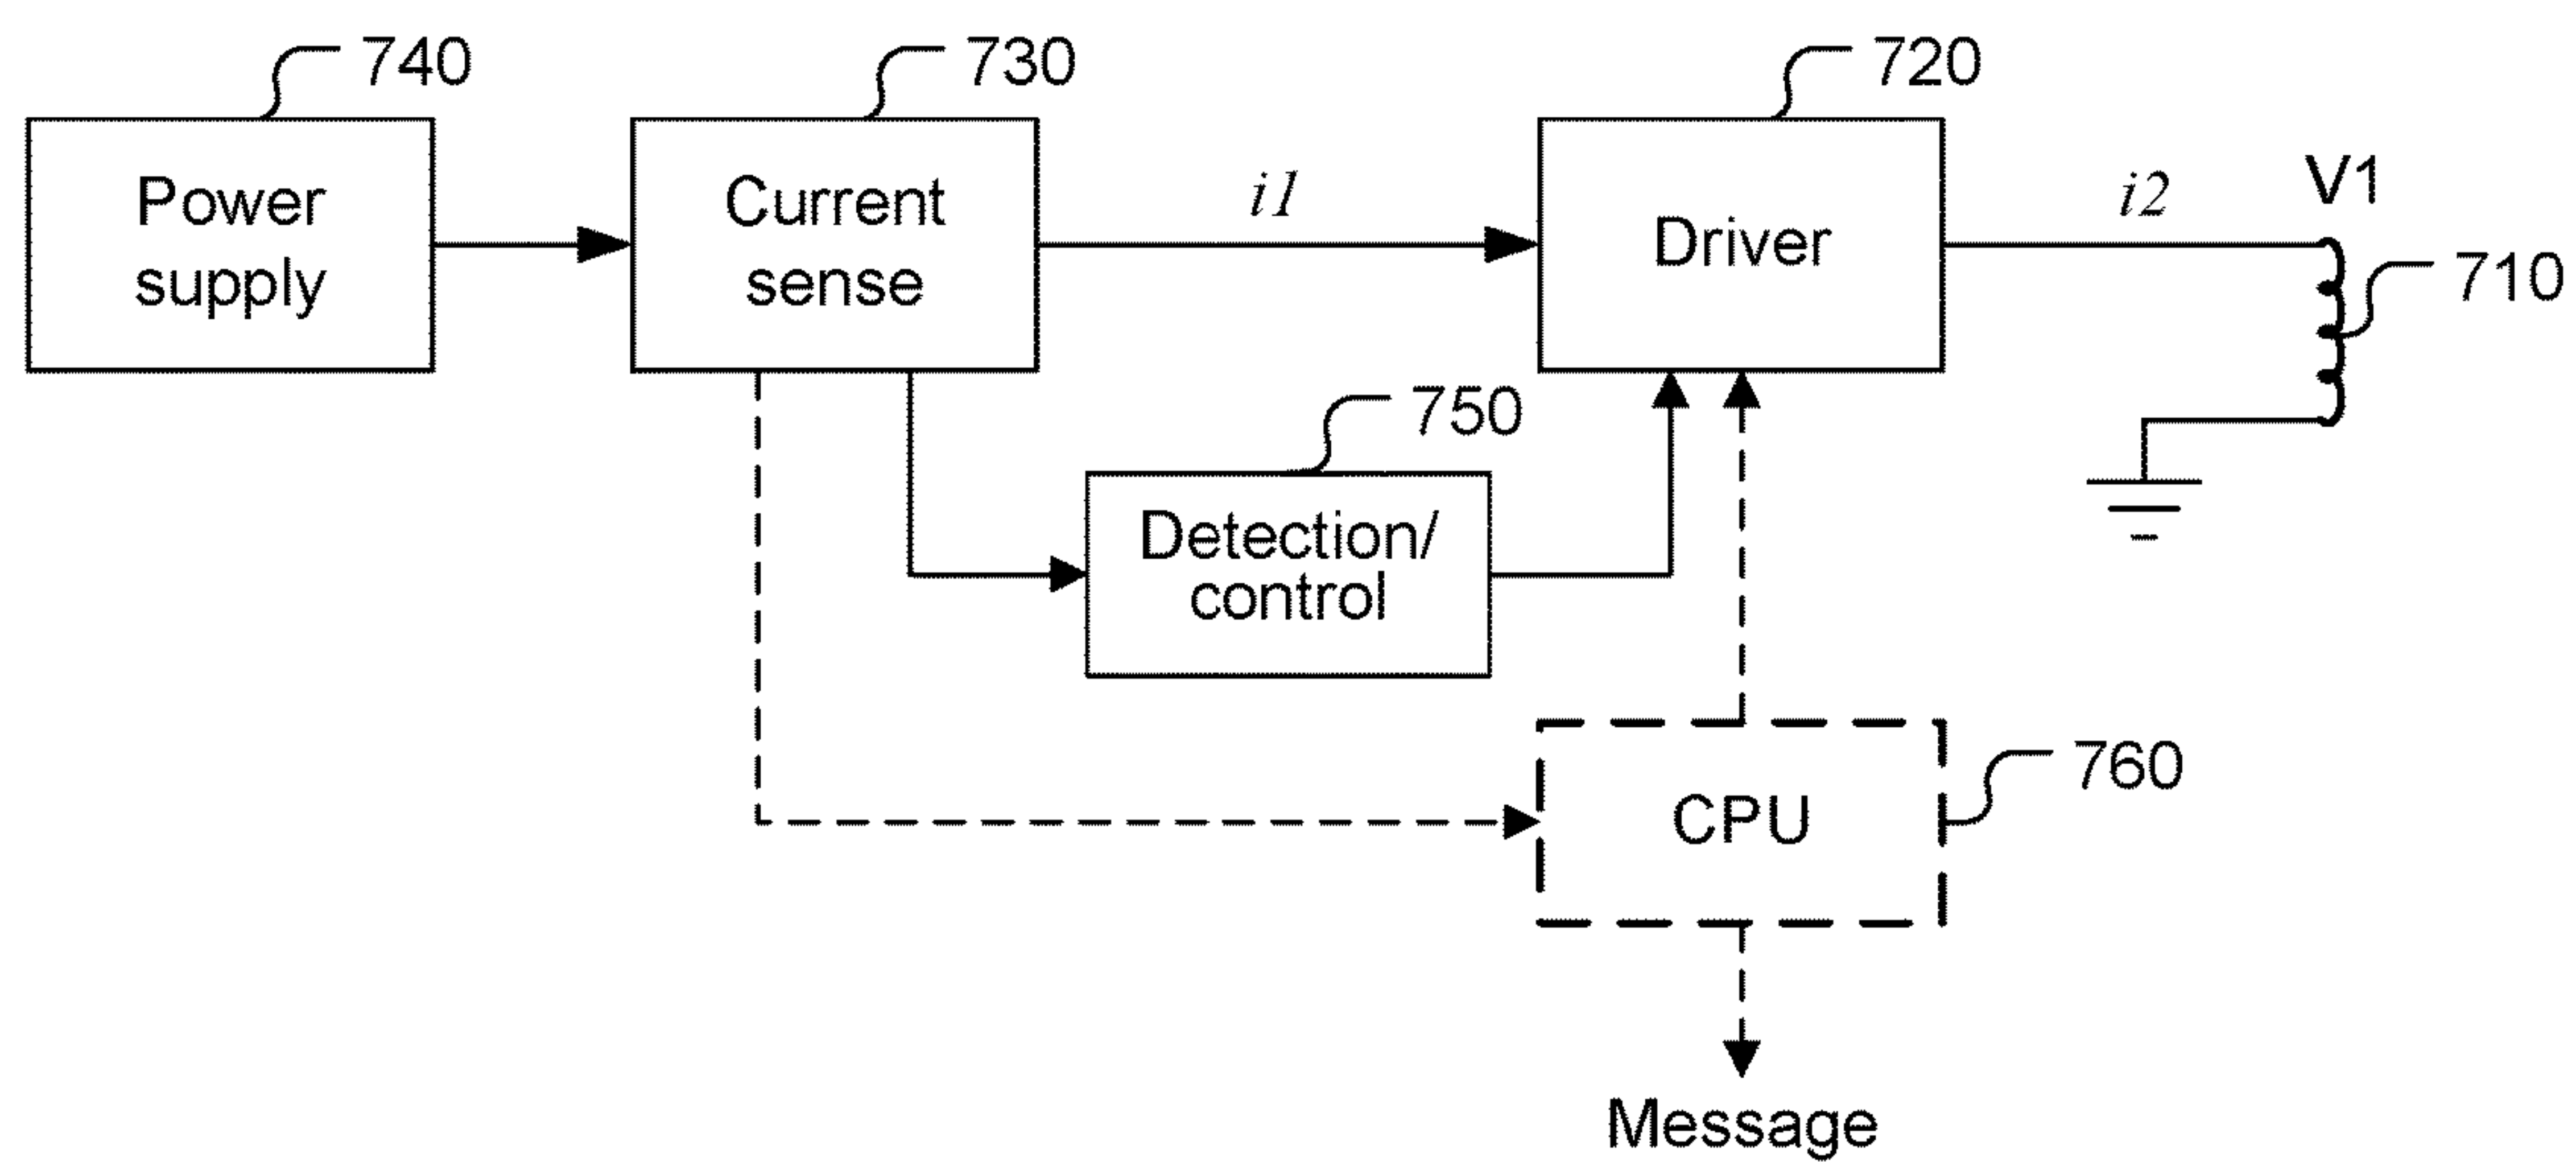 740
730
720
Power
supply
Current
sense
i1
Driver
i2
V1
710
750
Detection/
control
760
CPU
Message